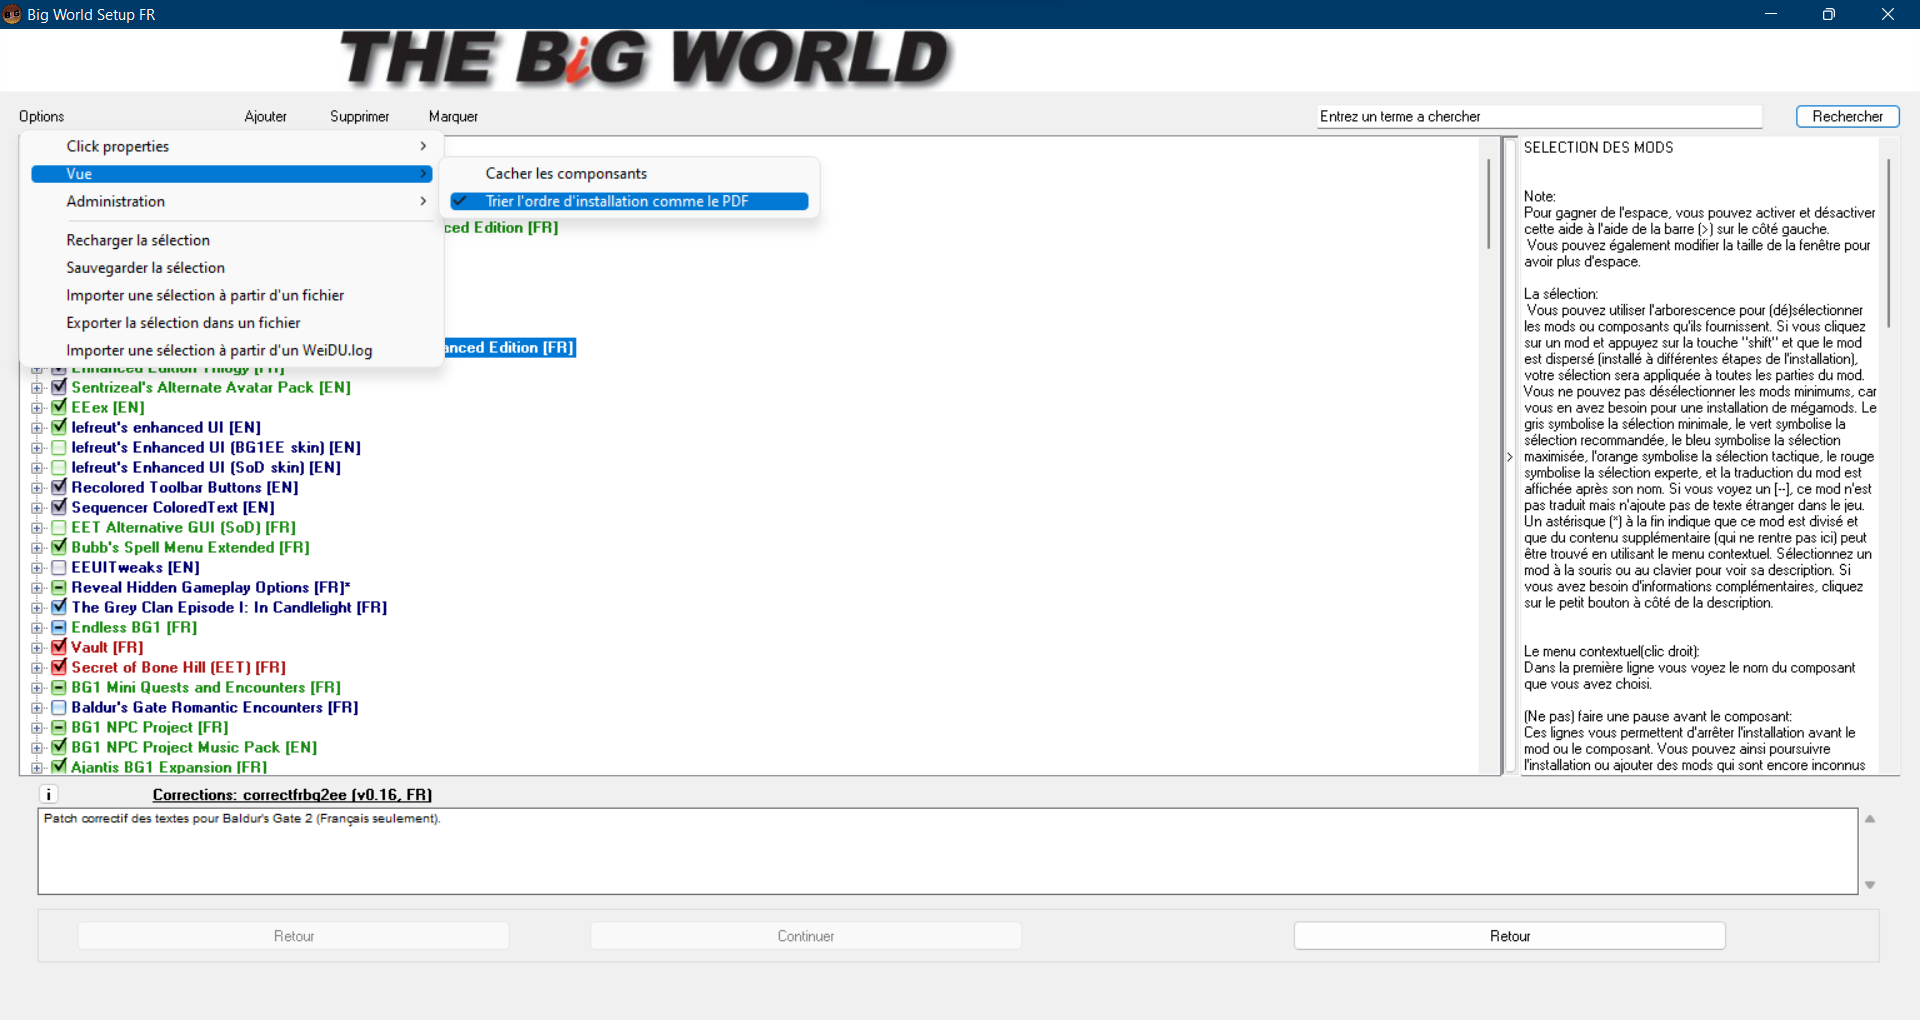 Big World Setup FR
THE BiG WORLD
Options Ajouter Supprimer Marquer
Entrez un terme a chercher
Rechercher
Click properties
Vue
Administration
Recharger la sélection
Sauvegarder la sélection
Importer une sélection à partir d'un fichier
Exporter la sélection dans un fichier
Importer une sélection à partir d'un WeiDU.log
Cacher les componsants
Trier l'ordre d'installation comme le PDF
ced Edition [FR]
anced Edition [FR]
Enhanced Edition Trilogy [FR]
Sentrizeal's Alternate Avatar Pack [EN]
EEex [EN]
lefreut's enhanced UI [EN]
lefreut's Enhanced UI (BG1EE skin) [EN]
lefreut's Enhanced UI (SoD skin) [EN]
Recolored Toolbar Buttons [EN]
Sequencer ColoredText [EN]
EET Alternative GUI (SoD) [FR]
Bubb's Spell Menu Extended [FR]
EEUITweaks [EN]
Reveal Hidden Gameplay Options [FR]*
The Grey Clan Episode I: In Candlelight [FR]
Endless BG1 [FR]
Vault [FR]
Secret of Bone Hill (EET) [FR]
BG1 Mini Quests and Encounters [FR]
Baldur's Gate Romantic Encounters [FR]
BG1 NPC Project [FR]
BG1 NPC Project Music Pack [EN]
Ajantis BG1 Expansion [FR]
>
SELECTION DES MODS
Note:
Pour gagner de l'espace, vous pouvez activer et désactiver
cette aide à l'aide de la barre (>) sur le côté gauche.
Vous pouvez également modifier la taille de la fenêtre pour
avoir plus d'espace.
La sélection:
Vous pouvez utiliser l'arborescence pour (dé)sélectionner
les mods ou composants qu'ils fournissent. Si vous cliquez
sur un mod et appuyez sur la touche "shift" et que le mod
est dispersé (installé à différentes étapes de l'installation),
votre sélection sera appliquée à toutes les parties du mod.
Vous ne pouvez pas désélectionner les mods minimums, car
vous en avez besoin pour une installation de mégamods. Le
gris symbolise la sélection minimale, le vert symbolise la
sélection recommandée, le bleu symbolise la sélection
maximisée, l'orange symbolise la sélection tactique, le rouge
symbolise la sélection experte, et la traduction du mod est
affichée après son nom. Si vous voyez un [--], ce mod n'est
pas traduit mais n'ajoute pas de texte étranger dans le jeu.
Un astérisque (*) à la fin indique que ce mod est divisé et
que du contenu supplémentaire (qui ne rentre pas ici) peut
être trouvé en utilisant le menu contextuel. Sélectionnez un
mod à la souris ou au clavier pour voir sa description. Si
vous avez besoin d'informations complémentaires, cliquez
sur le petit bouton à côté de la description.
Le menu contextuel(clic droit):
Dans la première ligne vous voyez le nom du composant
que vous avez choisi.
(Ne pas) faire une pause avant le composant:
Ces lignes vous permettent d'arrêter l'installation avant le
mod ou le composant. Vous pouvez ainsi poursuivre
l'installation ou ajouter des mods qui sont encore inconnus
i
Corrections: correctfrbg2ee (v0.16, FR)
Patch correctif des textes pour Baldur's Gate 2 (Français seulement).
Retour Continuer Retour